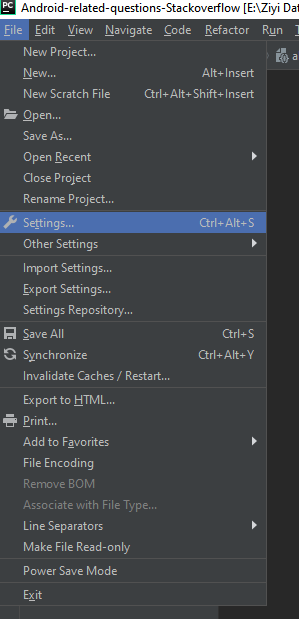 PC Android-related-questions-Stackoverflow [E:\Ziyi Dat
File Edit View Navigate Code Refactor Run T
a
New Project...
New... Alt+Insert
New Scratch File Ctrl+Alt+Shift+Insert
Open...
Save As...
Open Recent
Close Project
Rename Project...
Settings... Ctrl+Alt+S
Other Settings
Import Settings...
Export Settings...
Settings Repository...
Save All Ctrl+S
Synchronize Ctrl+Alt+Y
Invalidate Caches / Restart...
Export to HTML...
Print...
Add to Favorites
File Encoding
Remove BOM
Associate with File Type...
Line Separators
Make File Read-only
Power Save Mode
Exit